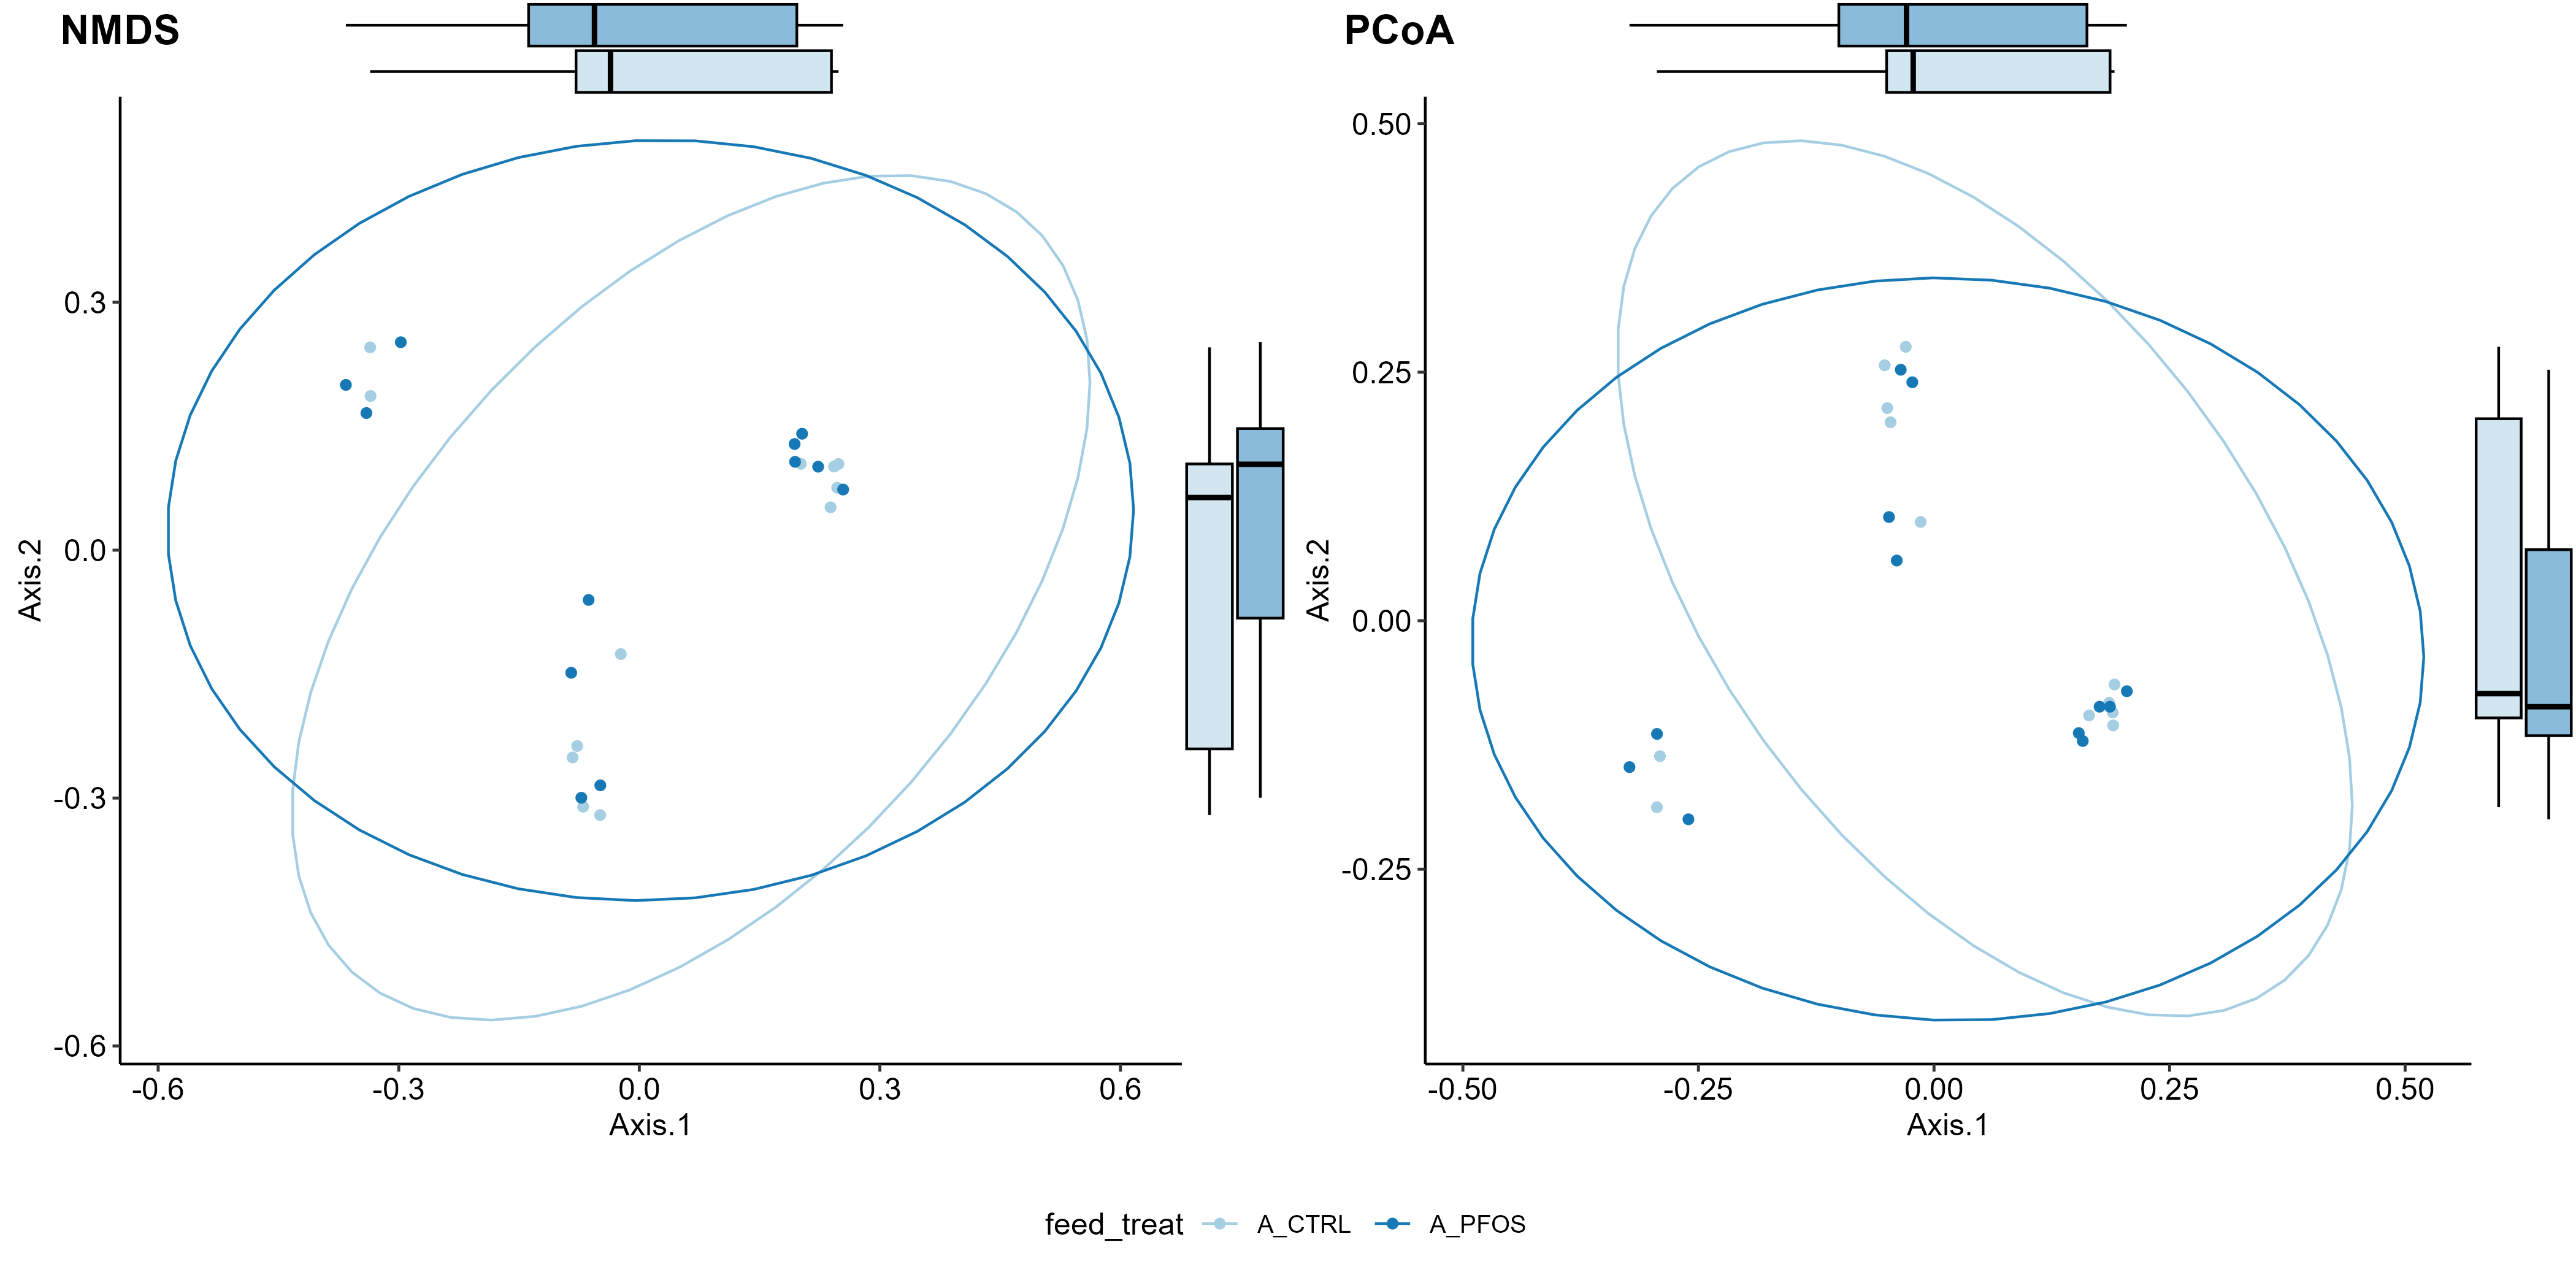 NMDS
PCoA
0.3
0.0
-0.3
-0.6
Axis.2
-0.6 -0.3 0.0 0.3 0.6
Axis.1
0.50
0.25
0.00
-0.25
Axis.2
-0.50 -0.25 0.00 0.25 0.50
Axis.1
feed_treat A_CTRL A_PFOS